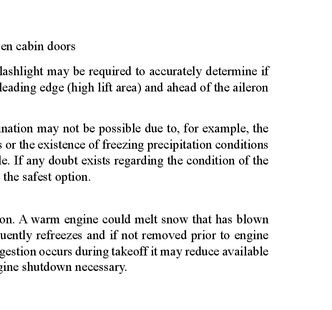 en cabin doors
lashlight may be required to accurately determine if
leading edge (high lift area) and ahead of the aileron
nation may not be possible due to, for example, the
s or the existence of freezing precipitation conditions
le. If any doubt exists regarding the condition of the
the safest option.
on. A warm engine could melt snow that has blown
uently refreezes and if not removed prior to engine
gestion occurs during takeoff it may reduce available
gine shutdown necessary.